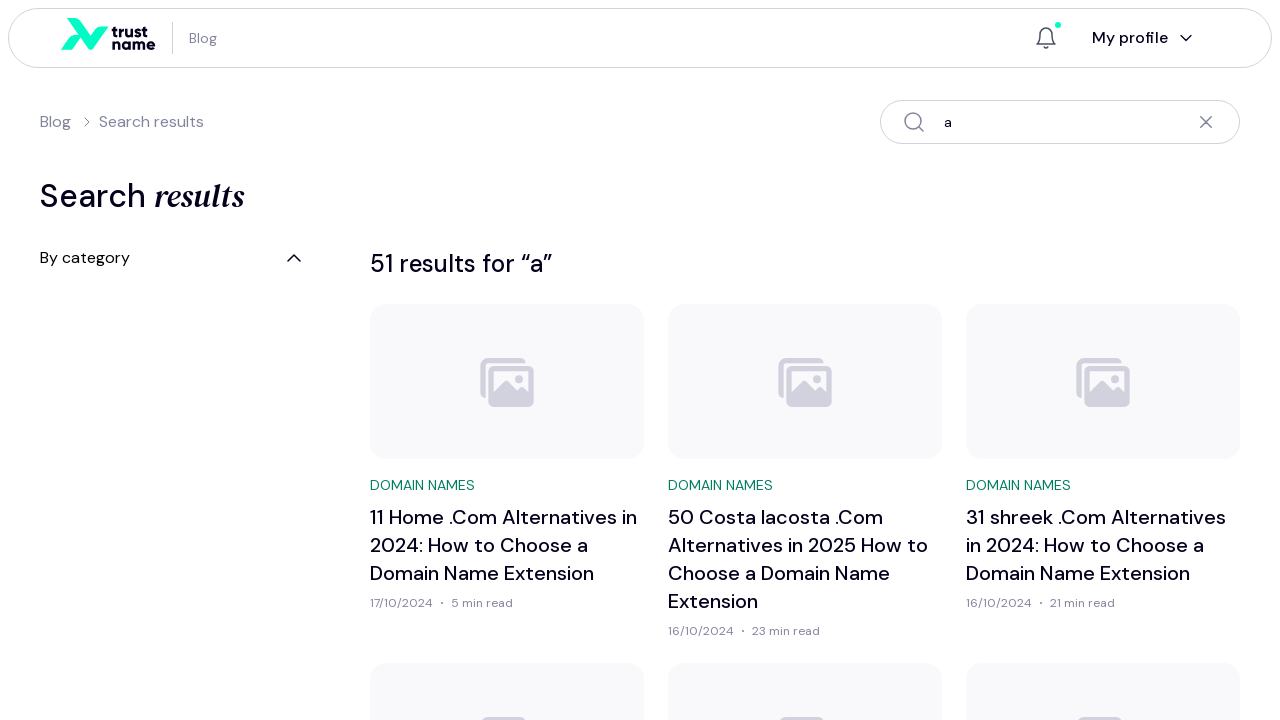 trust
name
Blog
My profile
Blog
Search results
a
Search results
By category
51 results for “a”
DOMAIN NAMES
11 Home .Com Alternatives in
2024: How to Choose a
Domain Name Extension
17/10/2024 · 5 min read
DOMAIN NAMES
50 Costa lacosta .Com
Alternatives in 2025 How to
Choose a Domain Name
Extension
16/10/2024 · 23 min read
DOMAIN NAMES
31 shreek .Com Alternatives
in 2024: How to Choose a
Domain Name Extension
16/10/2024 · 21 min read